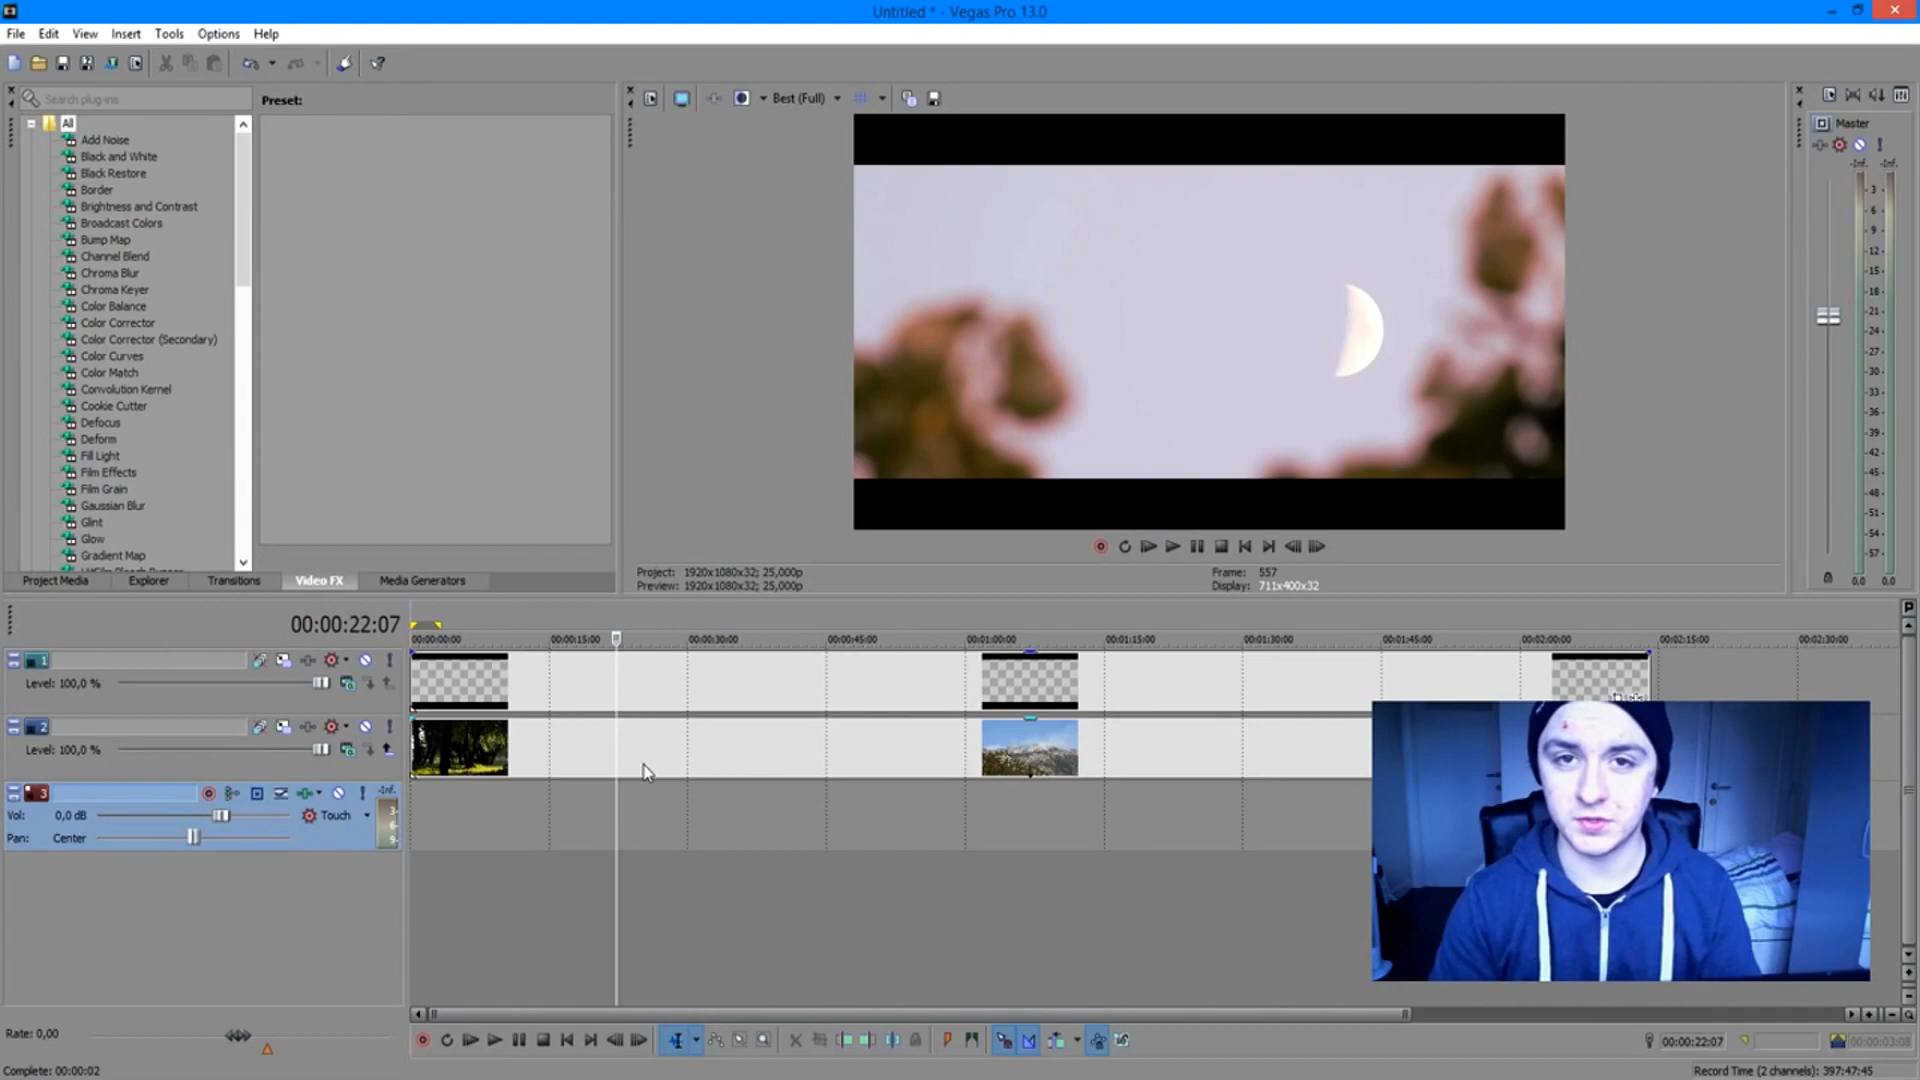 Untitled * - Vegas Pro 13.0
File Edit View Insert Tools Options Help
Search plug-ins
Preset:
Best (Full)
All
Add Noise
Black and White
Black Restore
Border
Brightness and Contrast
Broadcast Colors
Bump Map
Channel Blend
Chroma Blur
Chroma Keyer
Color Balance
Color Corrector
Color Corrector (Secondary)
Color Curves
Color Match
Convolution Kernel
Cookie Cutter
Defocus
Deform
Fill Light
Film Effects
Film Grain
Gaussian Blur
Glint
Glow
Gradient Map
Project Media Explorer Transitions Video FX Media Generators
Project: 1920x1080x32; 25,000p
Preview: 1920x1080x32; 25,000p
Frame: 557
Display: 711x400x32
Master
-Inf. -Inf.
3
6
9
12
15
18
21
24
27
30
33
36
39
42
45
48
51
54
57
0.0 0.0
00:00:22:07
00:00:00:00 00:00:15:00 00:00:30:00 00:00:45:00 00:01:00:00 00:01:15:00 00:01:30:00 00:01:45:00 00:02:00:00 00:02:15:00 00:02:30:00
1
Level: 100,0 %
2
Level: 100,0 %
3
-Inf.
Vol: 0,0 dB Touch
Pan: Center
3
6
9
Rate: 0,00
00:00:22:07
00:00:03:08
Complete: 00:00:02
Record Time (2 channels): 397:47:45